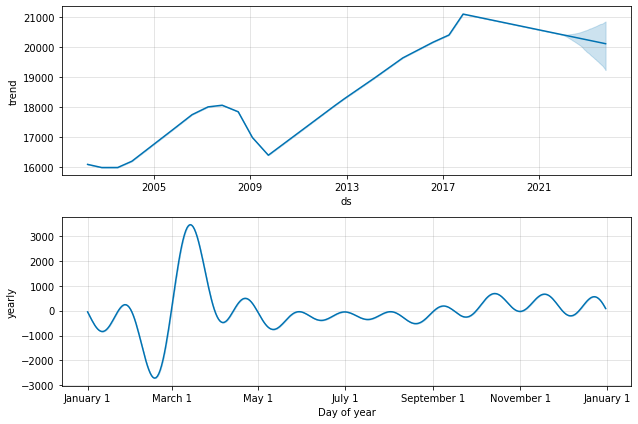 21000
20000
19000
18000
17000
16000
trend
2005 2009 2013 2017 2021
ds
3000
2000
1000
0
−1000
−2000
−3000
yearly
January 1 March 1 May 1 July 1 September 1 November 1 January 1
Day of year